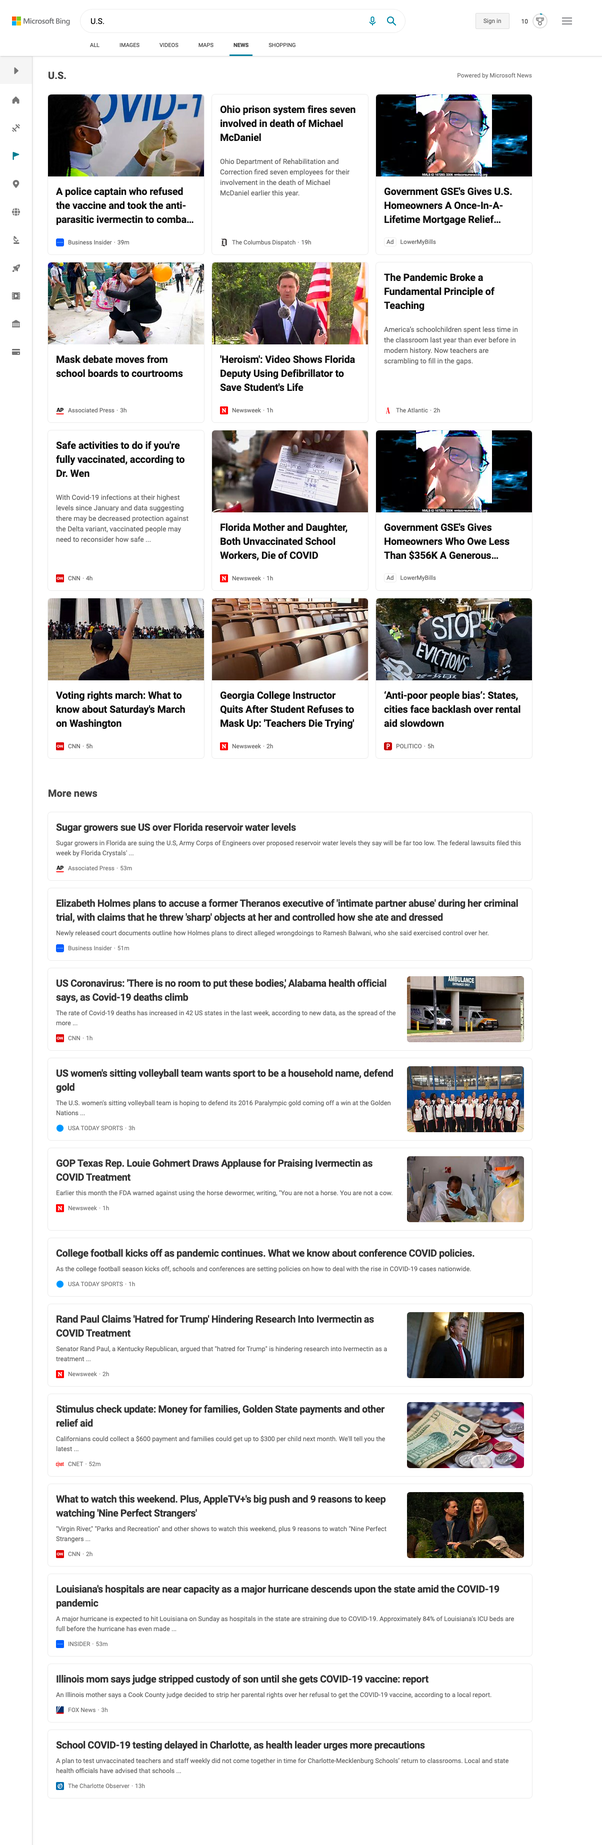 Microsoft Bing
U.S.
Sign in
10
ALL
IMAGES
VIDEOS
MAPS
NEWS
SHOPPING
U.S.
Powered by Microsoft News
OVID-1
A police captain who refused
the vaccine and took the anti-
parasitic ivermectin to comba...
Business Insider · 39m
Ohio prison system fires seven
involved in death of Michael
McDaniel
Ohio Department of Rehabilitation and
Correction fired seven employees for their
involvement in the death of Michael
McDaniel earlier this year.
The Columbus Dispatch · 19h
Government GSE's Gives U.S.
Homeowners A Once-In-A-
Lifetime Mortgage Relief...
Ad LowerMyBills
Mask debate moves from
school boards to courtrooms
AP Associated Press · 3h
'Heroism': Video Shows Florida
Deputy Using Defibrillator to
Save Student's Life
N Newsweek · 1h
The Pandemic Broke a
Fundamental Principle of
Teaching
America's schoolchildren spent less time in
the classroom last year than ever before in
modern history. Now teachers are
scrambling to fill in the gaps.
The Atlantic · 2h
Safe activities to do if you're
fully vaccinated, according to
Dr. Wen
With Covid-19 infections at their highest
levels since January and data suggesting
there may be decreased protection against
the Delta variant, vaccinated people may
need to reconsider how safe ...
CNN · 4h
Florida Mother and Daughter,
Both Unvaccinated School
Workers, Die of COVID
N Newsweek · 1h
Government GSE's Gives
Homeowners Who Owe Less
Than $356K A Generous...
Ad LowerMyBills
Voting rights march: What to
know about Saturday's March
on Washington
CNN · 5h
Georgia College Instructor
Quits After Student Refuses to
Mask Up: 'Teachers Die Trying'
N Newsweek · 2h
STOP
EVICTIONS
'Anti-poor people bias': States,
cities face backlash over rental
aid slowdown
P POLITICO · 5h
More news
Sugar growers sue US over Florida reservoir water levels
Sugar growers in Florida are suing the U.S, Army Corps of Engineers over proposed reservoir water levels they say will be far too low. The federal lawsuits filed this
week by Florida Crystals' ...
AP Associated Press · 53m
Elizabeth Holmes plans to accuse a former Theranos executive of 'intimate partner abuse' during her criminal
trial, with claims that he threw 'sharp' objects at her and controlled how she ate and dressed
Newly released court documents outline how Holmes plans to direct alleged wrongdoings to Ramesh Balwani, who she said exercised control over her.
Business Insider · 51m
US Coronavirus: 'There is no room to put these bodies,' Alabama health official
says, as Covid-19 deaths climb
The rate of Covid-19 deaths has increased in 42 US states in the last week, according to new data, as the spread of the
more ...
CNN · 1h
AMBULANCE
US women's sitting volleyball team wants sport to be a household name, defend
gold
The U.S. women's sitting volleyball team is hoping to defend its 2016 Paralympic gold coming off a win at the Golden
Nations ....
USA TODAY SPORTS · 3h
GOP Texas Rep. Louie Gohmert Draws Applause for Praising Ivermectin as
COVID Treatment
Earlier this month the FDA warned against using the horse dewormer, writing, "You are not a horse. You are not a cow.
N Newsweek · 1h
College football kicks off as pandemic continues. What we know about conference COVID policies.
As the college football season kicks off, schools and conferences are setting policies on how to deal with the rise in COVID-19 cases nationwide.
USA TODAY SPORTS · 1h
Rand Paul Claims 'Hatred for Trump' Hindering Research Into Ivermectin as
COVID Treatment
Senator Rand Paul, a Kentucky Republican, argued that "hatred for Trump" is hindering research into Ivermectin as a
treatment ...
N Newsweek · 2h
Stimulus check update: Money for families, Golden State payments and other
relief aid
Californians could collect a $600 payment and families could get up to $300 per child next month. We'll tell you the
latest ...
CNET · 52m
What to watch this weekend. Plus, AppleTV+'s big push and 9 reasons to keep
watching 'Nine Perfect Strangers'
"Virgin River," "Parks and Recreation" and other shows to watch this weekend, plus 9 reasons to watch "Nine Perfect
Strangers ...
CNN · 2h
Louisiana's hospitals are near capacity as a major hurricane descends upon the state amid the COVID-19
pandemic
A major hurricane is expected to hit Louisiana on Sunday as hospitals in the state are straining due to COVID-19. Approximately 84% of Louisiana's ICU beds are
full before the hurricane has even made ...
INSIDER · 53m
Illinois mom says judge stripped custody of son until she gets COVID-19 vaccine: report
An Illinois mother says a Cook County judge decided to strip her parental rights over her refusal to get the COVID-19 vaccine, according to a local report.
FOX News · 3h
School COVID-19 testing delayed in Charlotte, as health leader urges more precautions
A plan to test unvaccinated teachers and staff weekly did not come together in time for Charlotte-Mecklenburg Schools' return to classrooms. Local and state
health officials have advised that schools ...
The Charlotte Observer · 13h